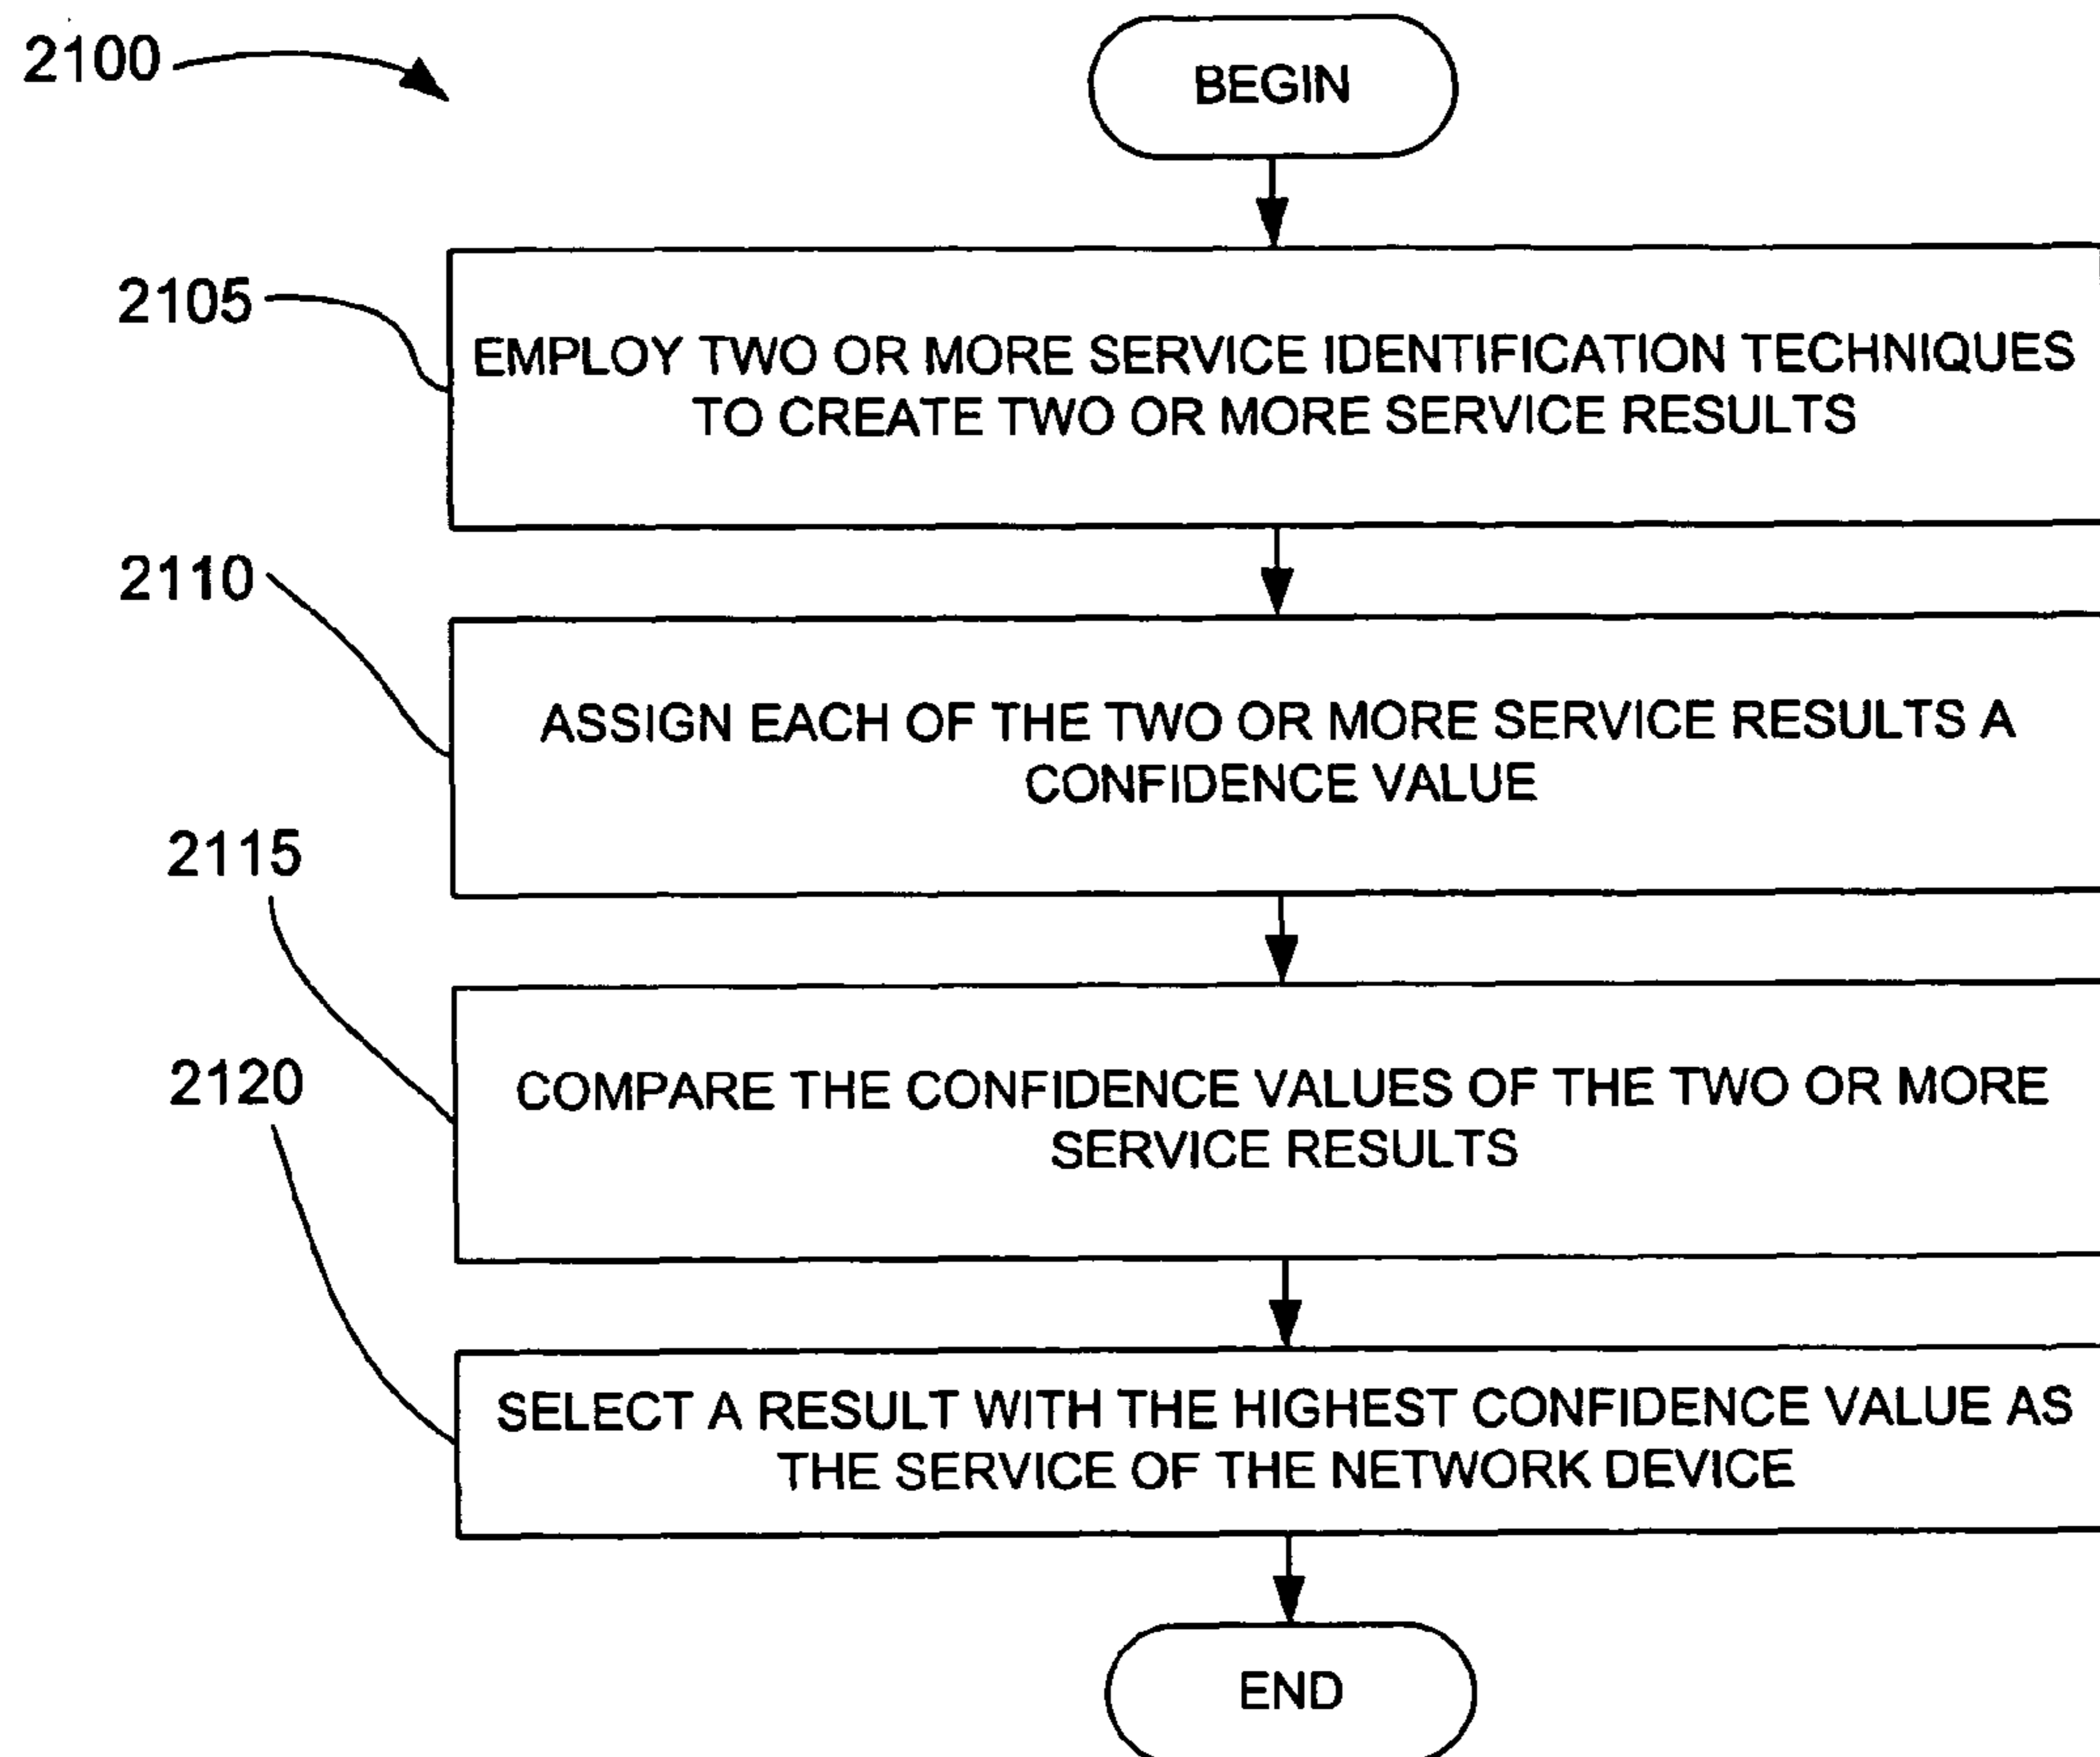 2100
BEGIN
2105
EMPLOY TWO OR MORE SERVICE IDENTIFICATION TECHNIQUES
TO CREATE TWO OR MORE SERVICE RESULTS
2110
ASSIGN EACH OF THE TWO OR MORE SERVICE RESULTS A
CONFIDENCE VALUE
2115
COMPARE THE CONFIDENCE VALUES OF THE TWO OR MORE
SERVICE RESULTS
2120
SELECT A RESULT WITH THE HIGHEST CONFIDENCE VALUE AS
THE SERVICE OF THE NETWORK DEVICE
END